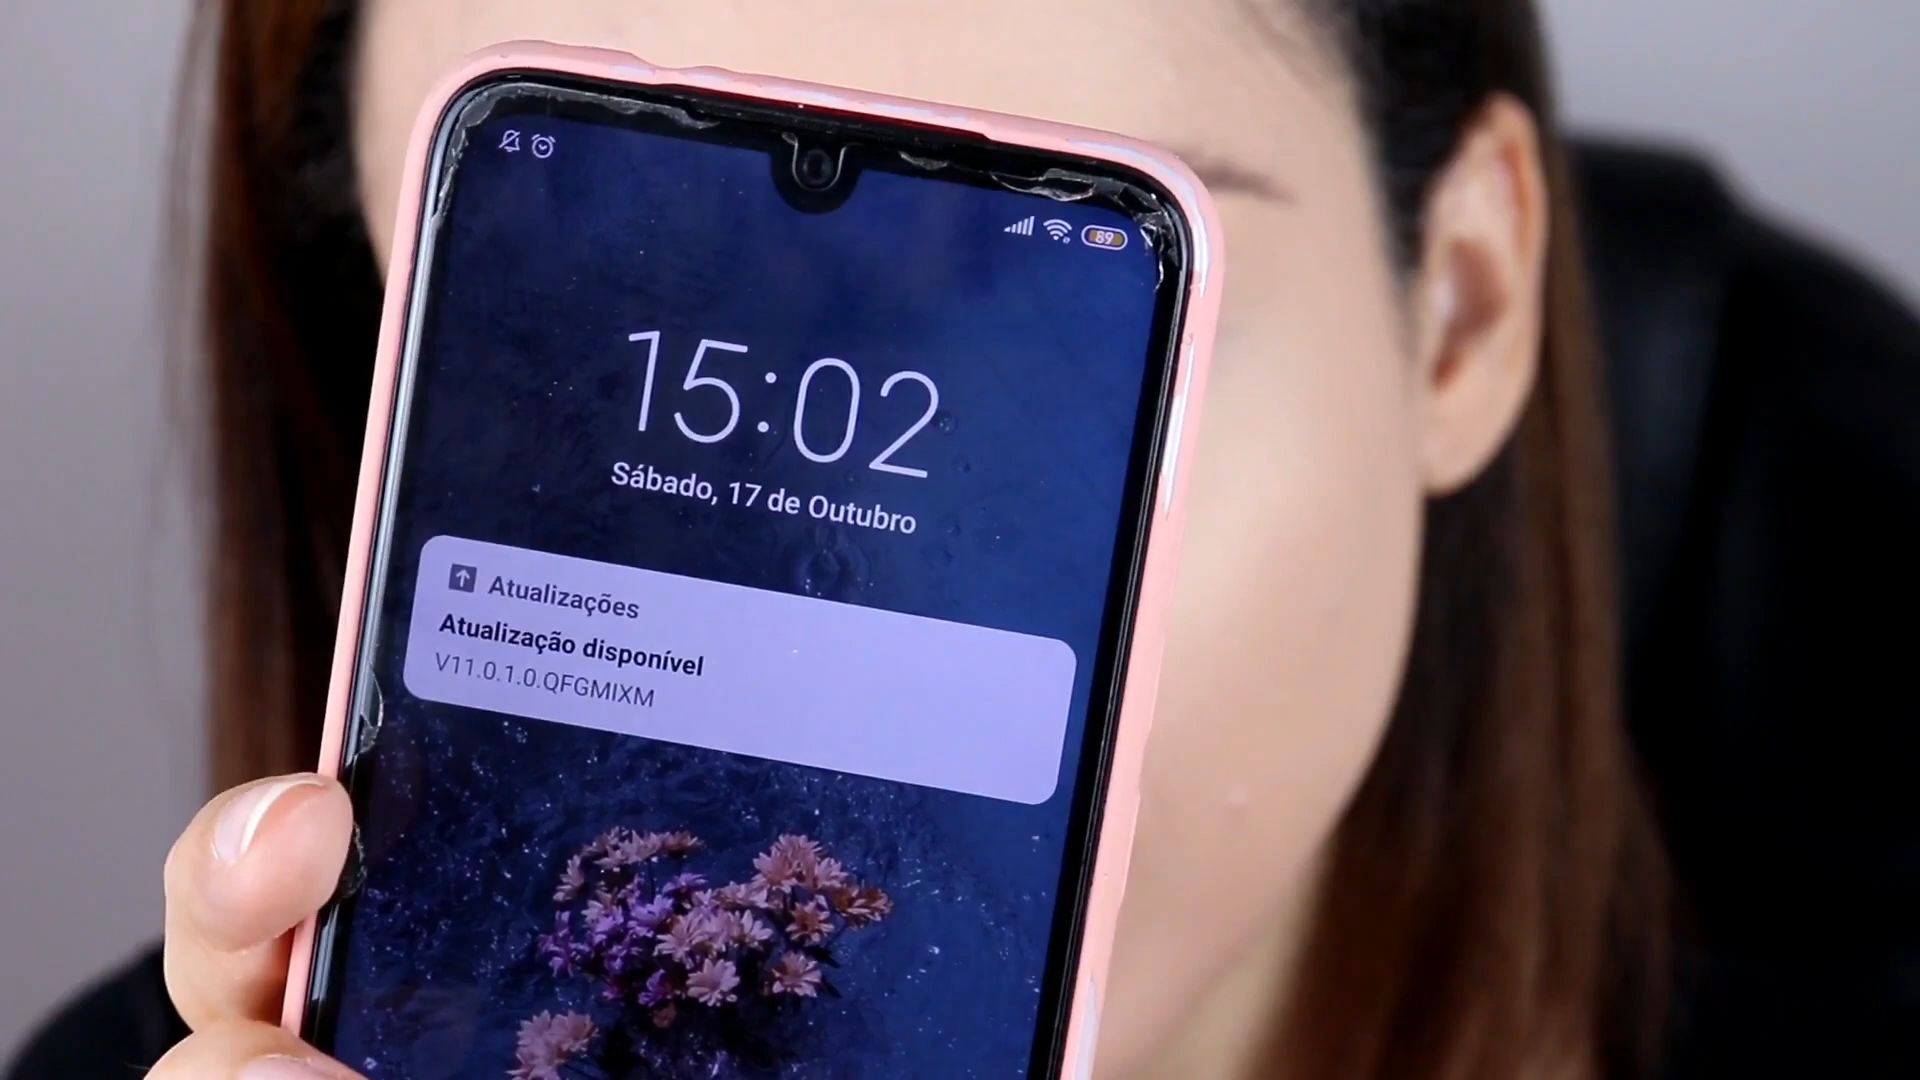 89
15:02
Sábado, 17 de Outubro
Atualizações
Atualização disponível
V11.0.1.0.QFGMIXM